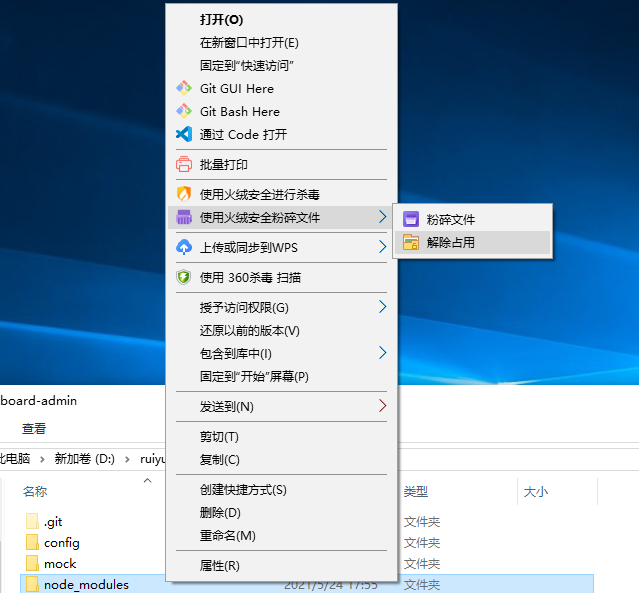 打开(O)
在新窗口中打开(E)
固定到"快速访问"
Git GUI Here
Git Bash Here
通过 Code 打开
批量打印
使用火绒安全进行杀毒
使用火绒安全粉碎文件
粉碎文件
解除占用
上传或同步到WPS
使用 360杀毒 扫描
授予访问权限(G)
还原以前的版本(V)
包含到库中(I)
固定到"开始"屏幕(P)
发送到(N)
剪切(T)
复制(C)
创建快捷方式(S)
删除(D)
重命名(M)
属性(R)
board-admin
查看
此电脑 › 新加卷 (D:) › ruiyu
名称 类型 大小
.git 文件夹
config 文件夹
mock 文件夹
node_modules 2021/5/24 17:55 文件夹